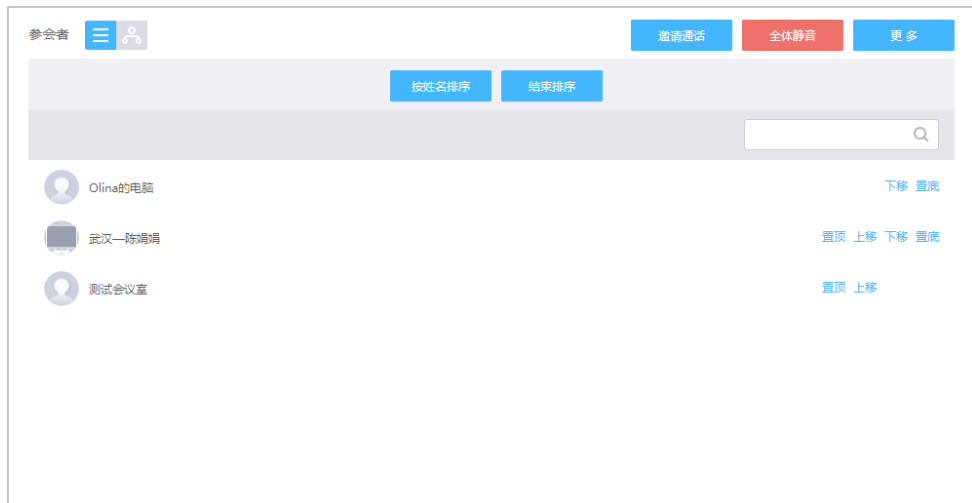 参会者 邀请通话 全体静音 更多
按姓名排序 结束排序
Olina的电脑 下移 置底
武汉—陈娟娟 置顶 上移 下移 置底
测试会议室 置顶 上移